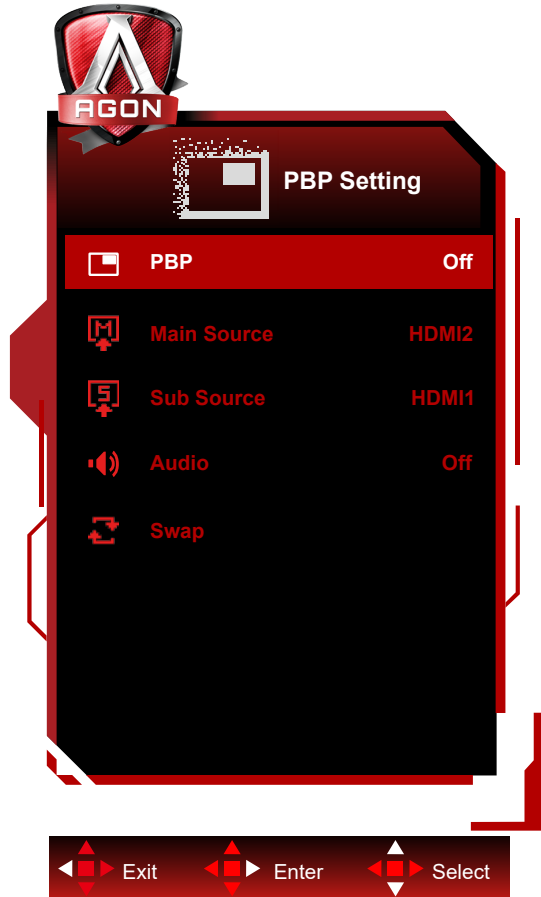 AGON
PBP Setting
PBP Off
M Main Source HDMI2
S Sub Source HDMI1
Audio Off
Swap
Exit Enter Select